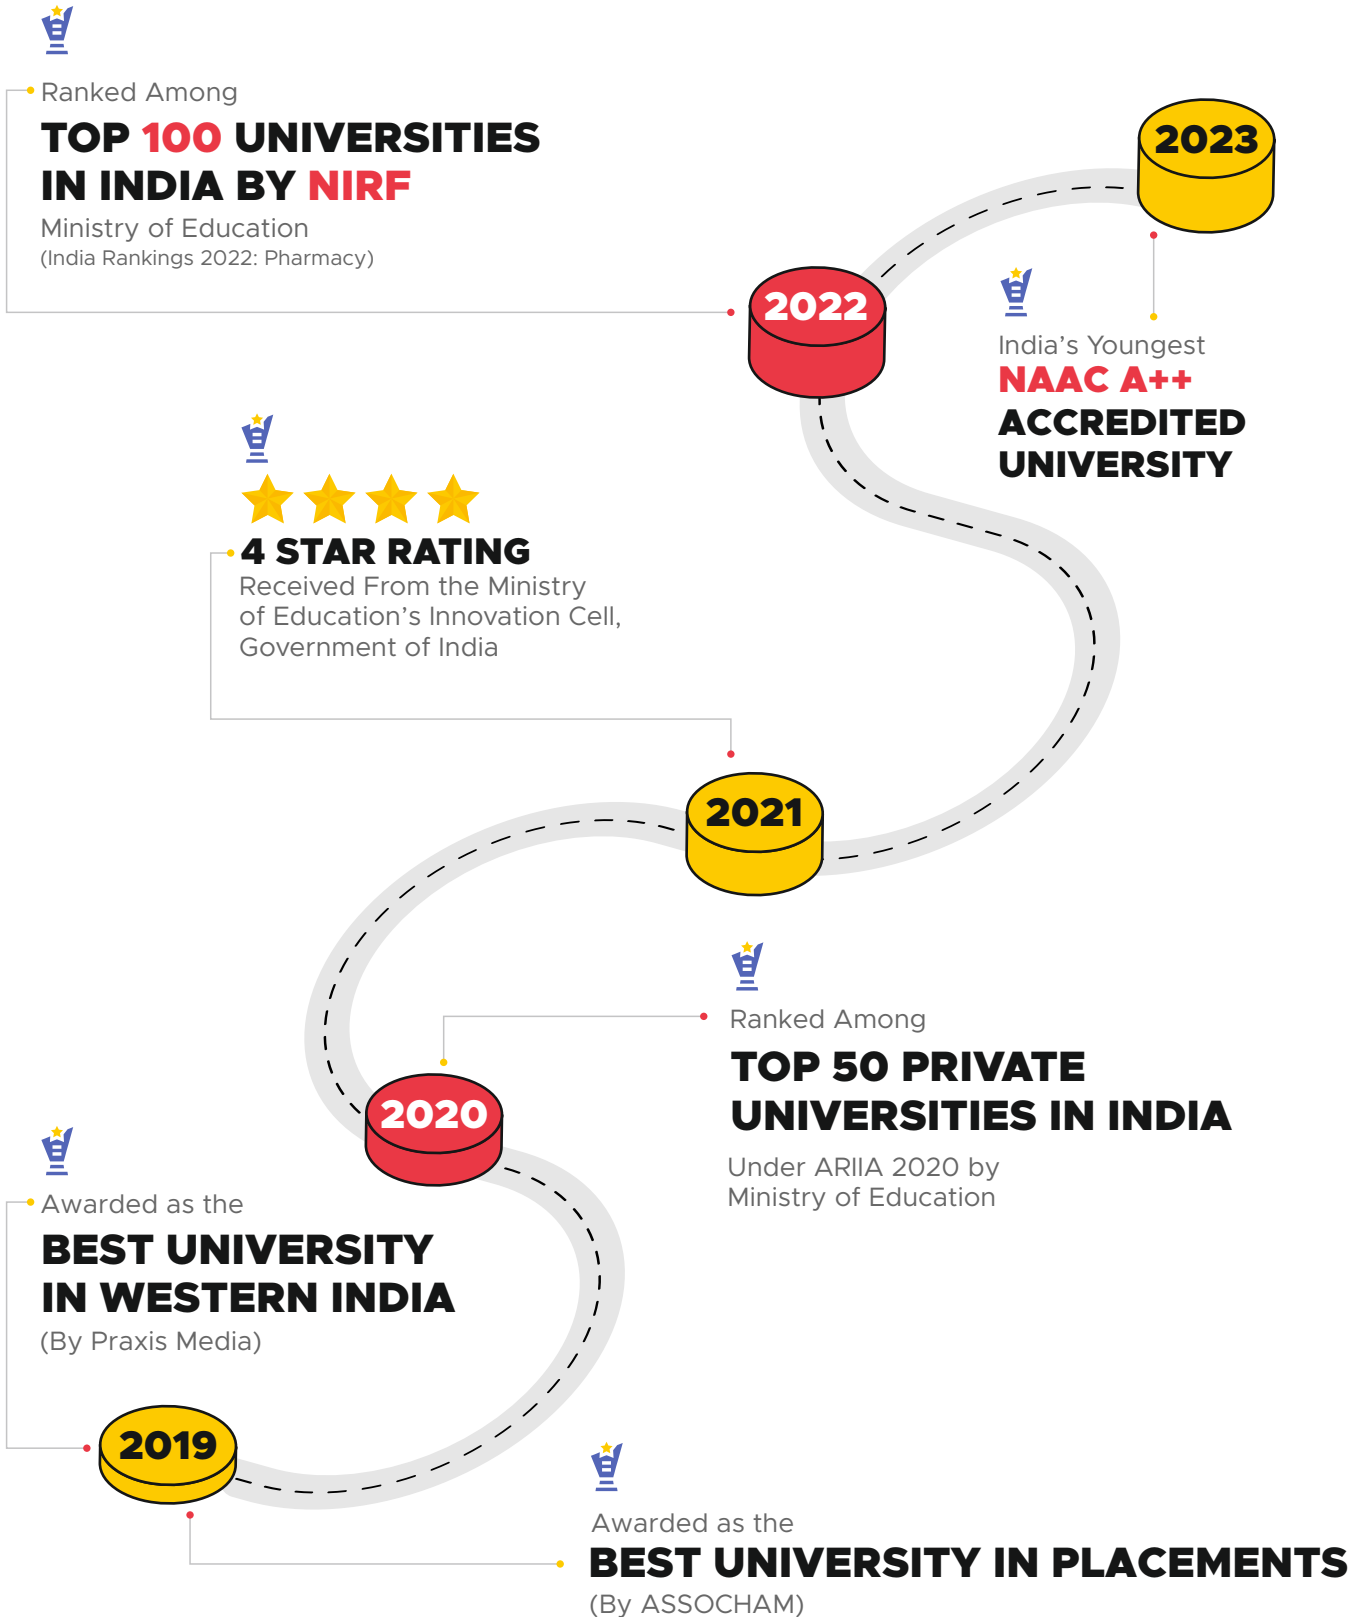 Ranked Among
TOP 100 UNIVERSITIES
IN INDIA BY NIRF
Ministry of Education
(India Rankings 2022: Pharmacy)
2023
2022
India's Youngest
NAAC A++
ACCREDITED
UNIVERSITY
4 STAR RATING
Received From the Ministry
of Education's Innovation Cell,
Government of India
2021
Ranked Among
TOP 50 PRIVATE
UNIVERSITIES IN INDIA
Under ARIIA 2020 by
Ministry of Education
2020
Awarded as the
BEST UNIVERSITY
IN WESTERN INDIA
(By Praxis Media)
2019
Awarded as the
BEST UNIVERSITY IN PLACEMENTS
(By ASSOCHAM)